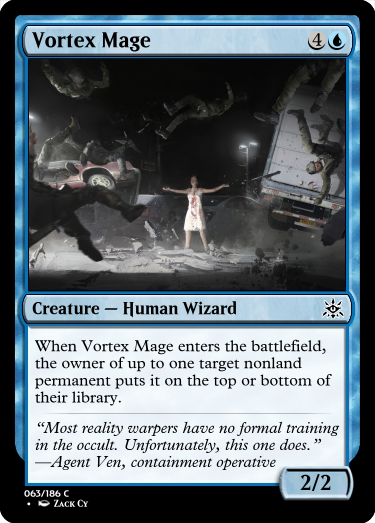 Vortex Mage 4
Creature — Human Wizard
When Vortex Mage enters the battlefield,
the owner of up to one target nonland
permanent puts it on the top or bottom of
their library.
“Most reality warpers have no formal training
in the occult. Unfortunately, this one does.”
—Agent Ven, containment operative
2/2
063/186 C
• Zack Cy